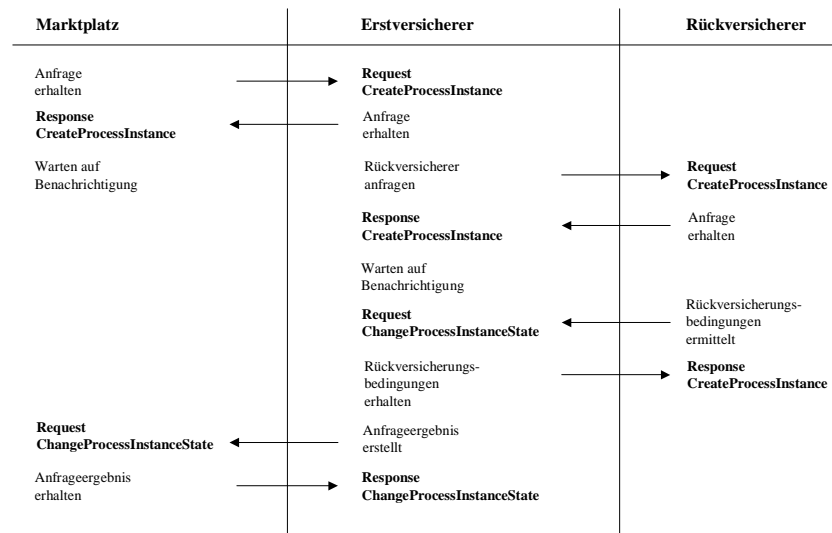 Marktplatz Erstversicherer Rückversicherer
Anfrage Request
erhalten CreateProcessInstance
Response Anfrage
CreateProcessInstance erhalten
Warten auf Rückversicherer Request
Benachrichtigung anfragen CreateProcessInstance
Response Anfrage
CreateProcessInstance erhalten
Warten auf
Benachrichtigung
Request Rückversicherungs-
ChangeProcessInstanceState bedingungen
ermittelt
Rückversicherungs- Response
bedingungen CreateProcessInstance
erhalten
Request Anfrageergebnis
ChangeProcessInstanceState erstellt
Anfrageergebnis Response
erhalten ChangeProcessInstanceState